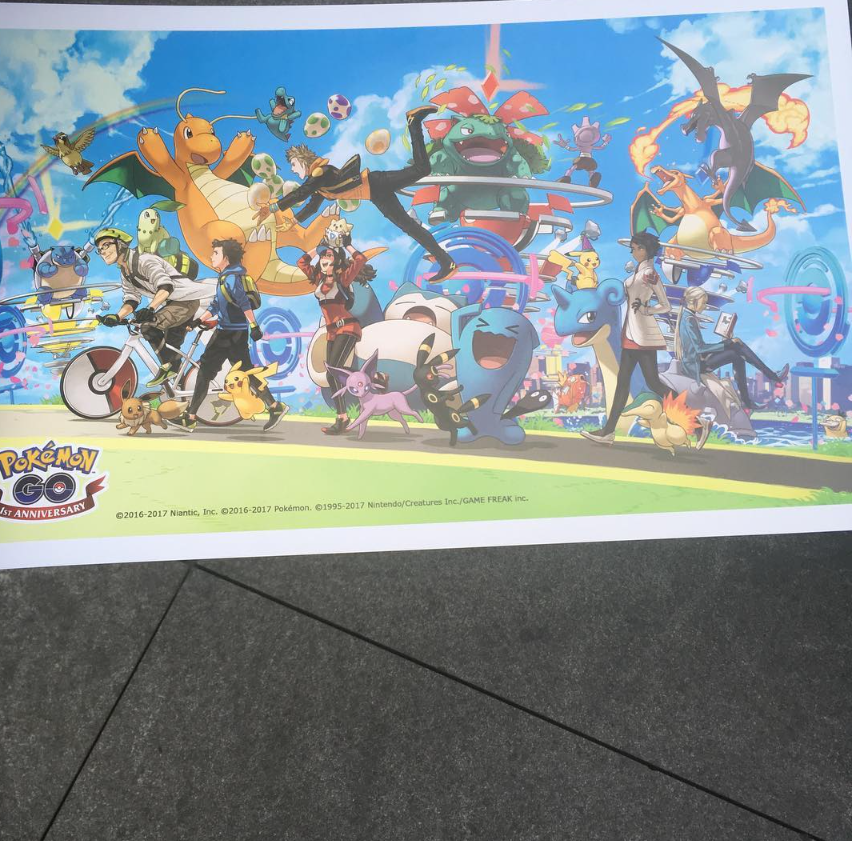 POKÉMON
GO
1ST ANNIVERSARY
©2016-2017 Niantic, Inc. ©2016-2017 Pokémon. ©1995-2017 Nintendo/Creatures Inc./GAME FREAK inc.